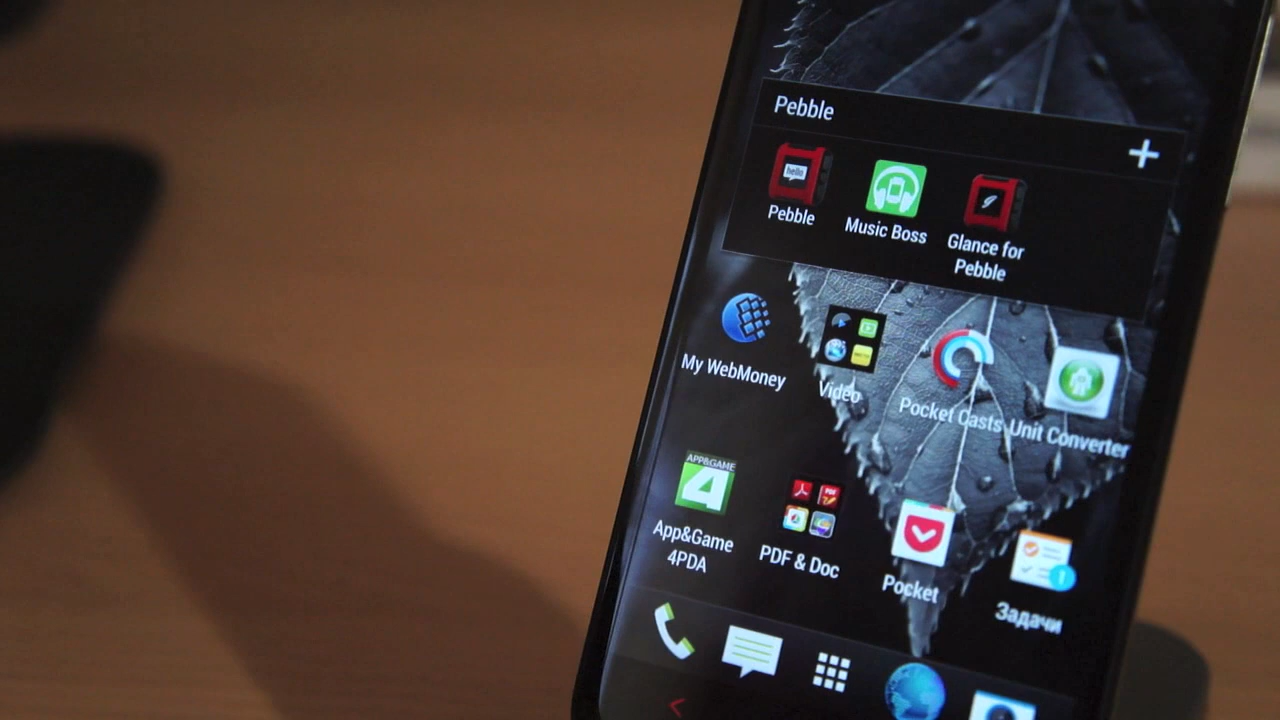 Pebble
hello
Pebble
Music Boss
Glance for
Pebble
My WebMoney
Video
Pocket Casts
Unit Converter
APP&GAME
4
App&Game
4PDA
PDF & Doc
Pocket
Задачи